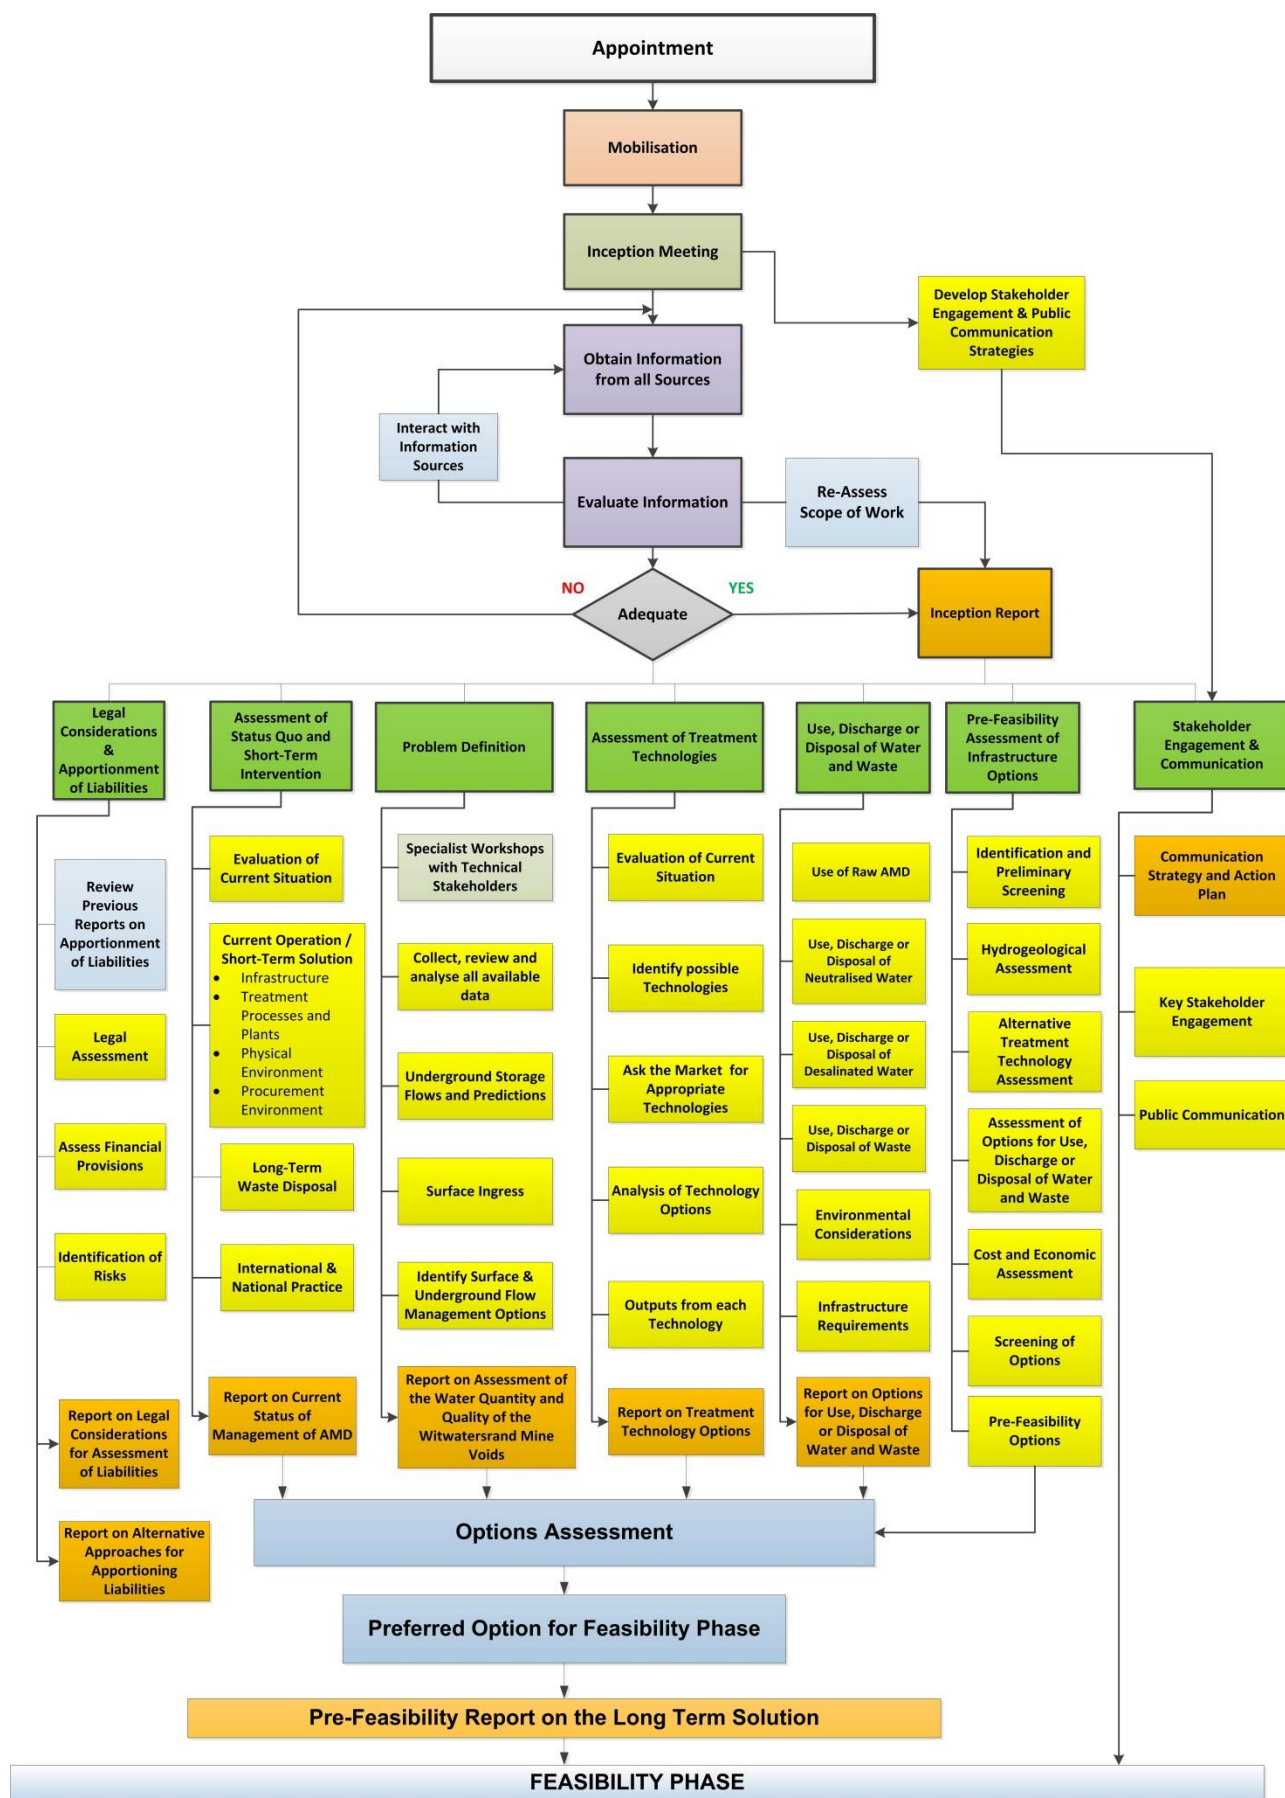 Appointment
Mobilisation
Inception Meeting
Develop Stakeholder
Engagement & Public
Communication
Strategies
Obtain Information
from all Sources
Interact with
Information
Sources
Evaluate Information
Re-Assess
Scope of Work
NO
YES
Adequate
Inception Report
Legal
Considerations
&
Apportionment
of Liabilities
Assessment of
Status Quo and
Short-Term
Intervention
Problem Definition
Assessment of Treatment
Technologies
Use, Discharge or
Disposal of Water
and Waste
Pre-Feasibility
Assessment of
Infrastructure
Options
Stakeholder
Engagement &
Communication
Review
Previous
Reports on
Apportionment
of Liabilities
Legal
Assessment
Assess Financial
Provisions
Identification of
Risks
Report on Legal
Considerations
for Assessment
of Liabilities
Report on Alternative
Approaches for
Apportioning
Liabilities
Evaluation of
Current Situation
Current Operation /
Short-Term Solution
• Infrastructure
• Treatment
Processes and
Plants
• Physical
Environment
• Procurement
Environment
Long-Term
Waste Disposal
International &
National Practice
Report on Current
Status of
Management of AMD
Specialist Workshops
with Technical
Stakeholders
Collect, review and
analyse all available
data
Underground Storage
Flows and Predictions
Surface Ingress
Identify Surface &
Underground Flow
Management Options
Report on Assessment of
the Water Quantity and
Quality of the
Witwatersrand Mine
Voids
Evaluation of Current
Situation
Identify possible
Technologies
Ask the Market for
Appropriate
Technologies
Analysis of Technology
Options
Outputs from each
Technology
Report on Treatment
Technology Options
Use of Raw AMD
Use, Discharge or
Disposal of
Neutralised Water
Use, Discharge or
Disposal of
Desalinated Water
Use, Discharge or
Disposal of Waste
Environmental
Considerations
Infrastructure
Requirements
Report on Options
for Use, Discharge
or Disposal of
Water and Waste
Identification and
Preliminary
Screening
Hydrogeological
Assessment
Alternative
Treatment
Technology
Assessment
Assessment of
Options for Use,
Discharge or
Disposal of Water
and Waste
Cost and Economic
Assessment
Screening of
Options
Pre-Feasibility
Options
Communication
Strategy and Action
Plan
Key Stakeholder
Engagement
Public Communication
Options Assessment
Preferred Option for Feasibility Phase
Pre-Feasibility Report on the Long Term Solution
FEASIBILITY PHASE